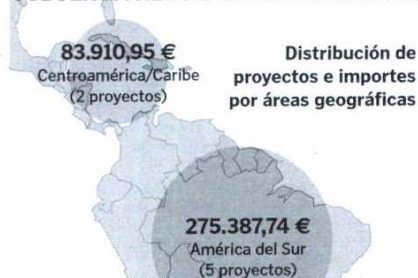 83.910,95 €
Centroamérica/Caribe
(2 proyectos)
Distribución de
proyectos e importes
por áreas geográficas
275.387,74 €
América del Sur
(5 proyectos)